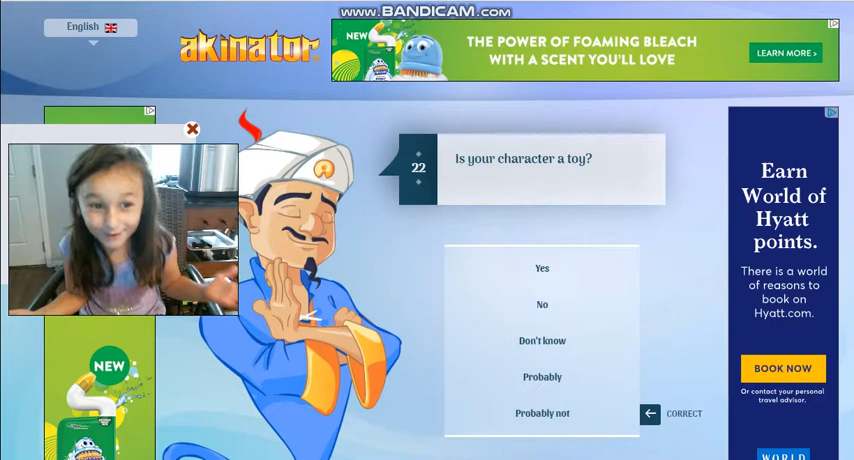 WWW.BANDICAM.COM
English
akinator
NEW
THE POWER OF FOAMING BLEACH
WITH A SCENT YOU'LL LOVE
LEARN MORE >
22
Is your character a toy?
Yes
No
Don't know
Probably
Probably not
CORRECT
Earn
World of
Hyatt
points.
There is a world
of reasons to
book on
Hyatt.com.
BOOK NOW
Or contact your personal
travel advisor.
WORLD
NEW